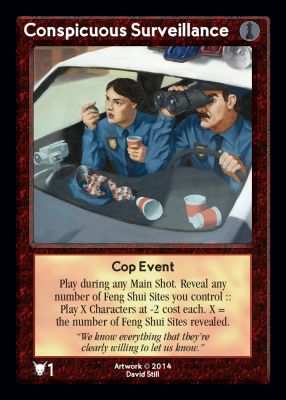 Conspicuous Surveillance
Cop Event
Play during any Main Shot. Reveal any
number of Feng Shui Sites you control ::
Play X Characters at -2 cost each. X =
the number of Feng Shui Sites revealed.
"We know everything that they're
clearly willing to let us know."
1
Artwork © 2014
David Still